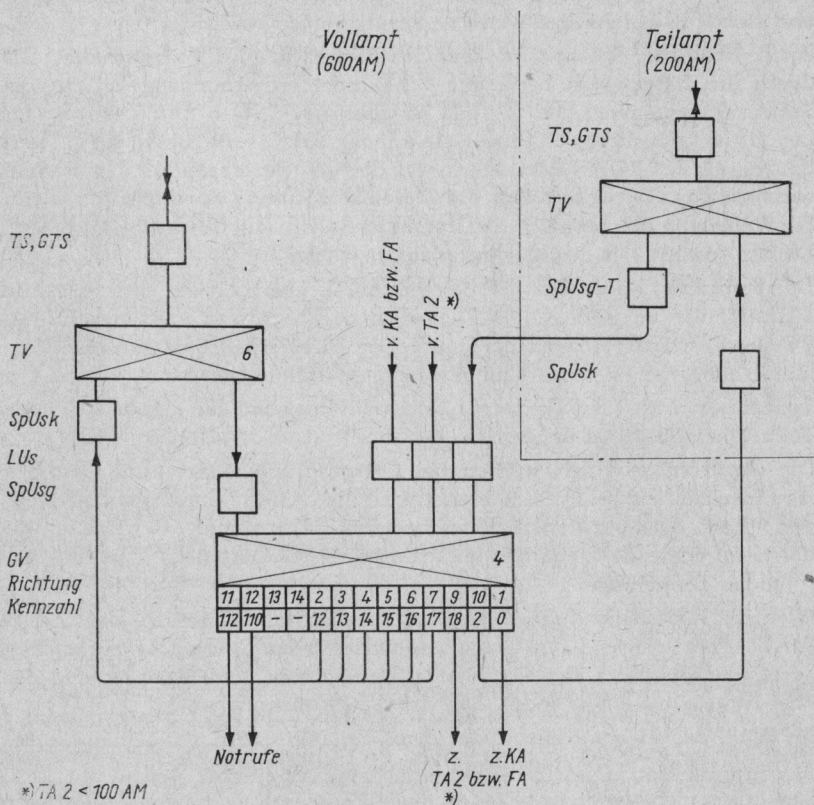 Vollamt
(600AM)
Teilamt
(200AM)
TS,GTS
TV
SpUsg-T
SpUsk
TS,GTS
TV
6
SpUsk
LUs
SpUsg
v. KA bzw. FA
v. TA 2 *)
GV
4
Richtung
11 12 13 14 2 3 4 5 6 7 9 10 1
Kennzahl
112 110 – – 12 13 14 15 16 17 18 2 0
Notrufe
z. z.KA
TA 2 bzw. FA
*)
*) TA 2 < 100 AM